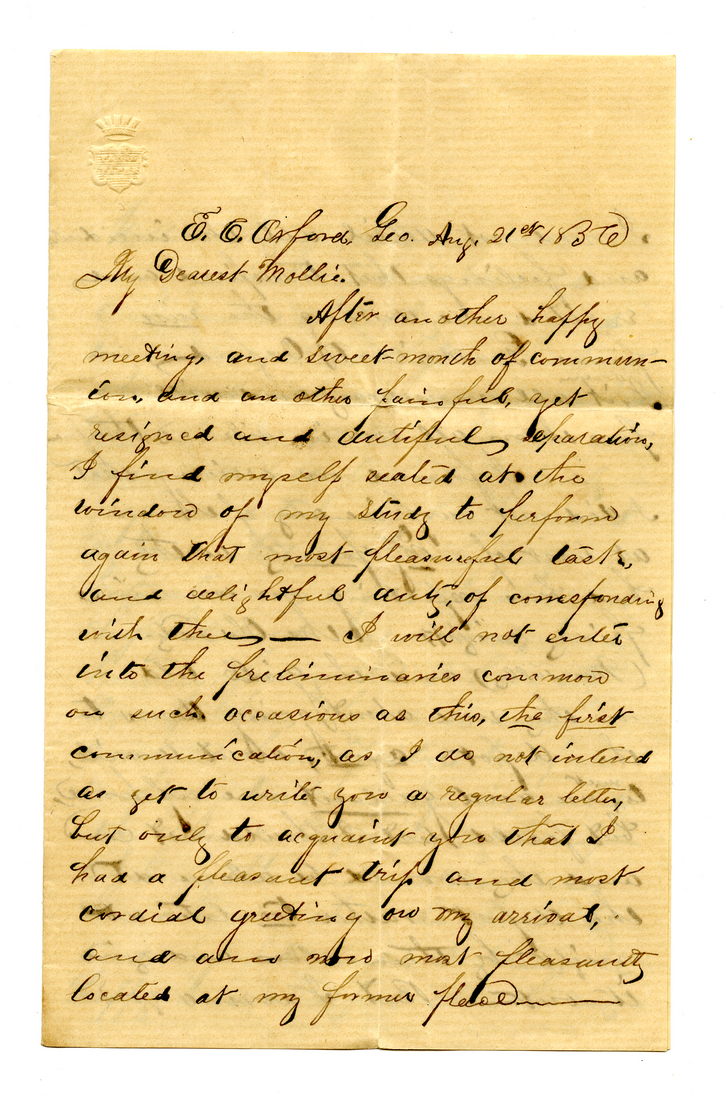 E. C. Oxford, Geo. Aug. 21st 1856
My Dearest Mollie.
After another happy
meeting, and sweet month of commun-
ion, and an other painful, yet
resigned and dutiful separation,
I find myself seated at the
window of my study to perform
again that most pleasureful task,
and delightful duty, of corresponding
with thee — I will not enter
into the preliminaries common
on such occasions as this, the first
communication, as I do not intend
as yet to write you a regular letter,
but only to acquaint you that I
had a pleasant trip and most
cordial greeting on my arrival,
and am now most pleasantly
located at my former place —